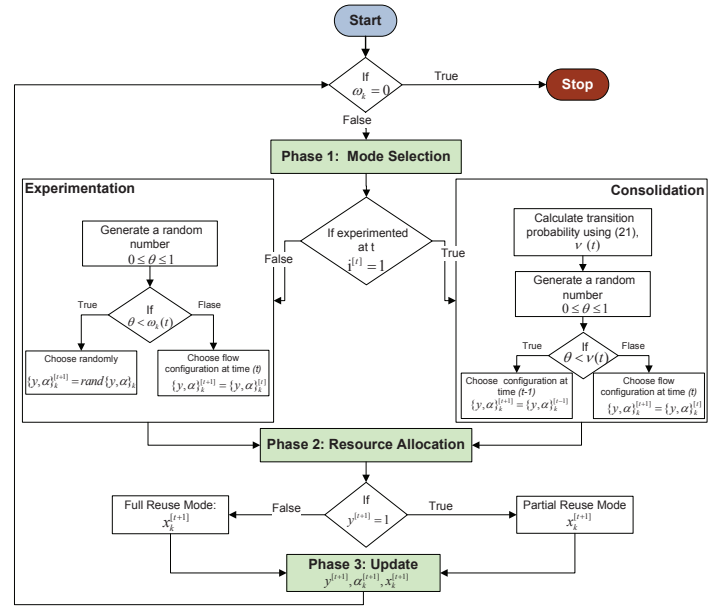 Start
If
ω_k = 0
True
Stop
False
Phase 1: Mode Selection
Experimentation
Generate a random
number
0 ≤ θ ≤ 1
True
If
θ < ω_k(t)
Flase
Choose randomly
{y,α}_k^[t+1] = rand{y,α}_k
Choose flow
configuration at time (t)
{y,α}_k^[t+1] = {y,α}_k^[t]
If experimented
at t
i^[t] = 1
False
True
Consolidation
Calculate transition
probability using (21),
ν (t)
Generate a random
number
0 ≤ θ ≤ 1
True
If
θ < ν(t)
Flase
Choose configuration at
time (t-1)
{y,α}_k^[t+1] = {y,α}_k^[t-1]
Choose flow
configuration at time (t)
{y,α}_k^[t+1] = {y,α}_k^[t]
Phase 2: Resource Allocation
If
y^[t+1] = 1
False
True
Full Reuse Mode:
x_k^[t+1]
Partial Reuse Mode
x_k^[t+1]
Phase 3: Update
y^[t+1], α_k^[t+1], x_k^[t+1]